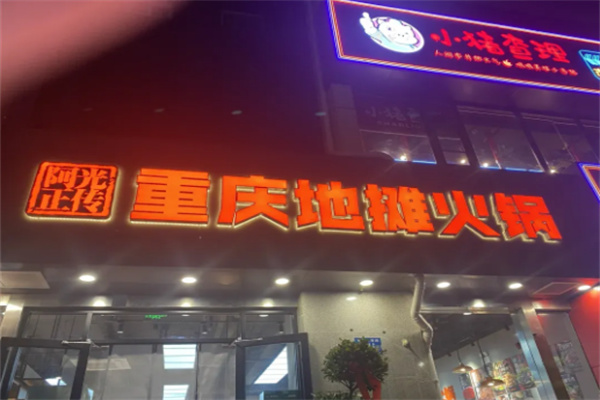 小猪查理
阿光
正传
重庆地摊火锅